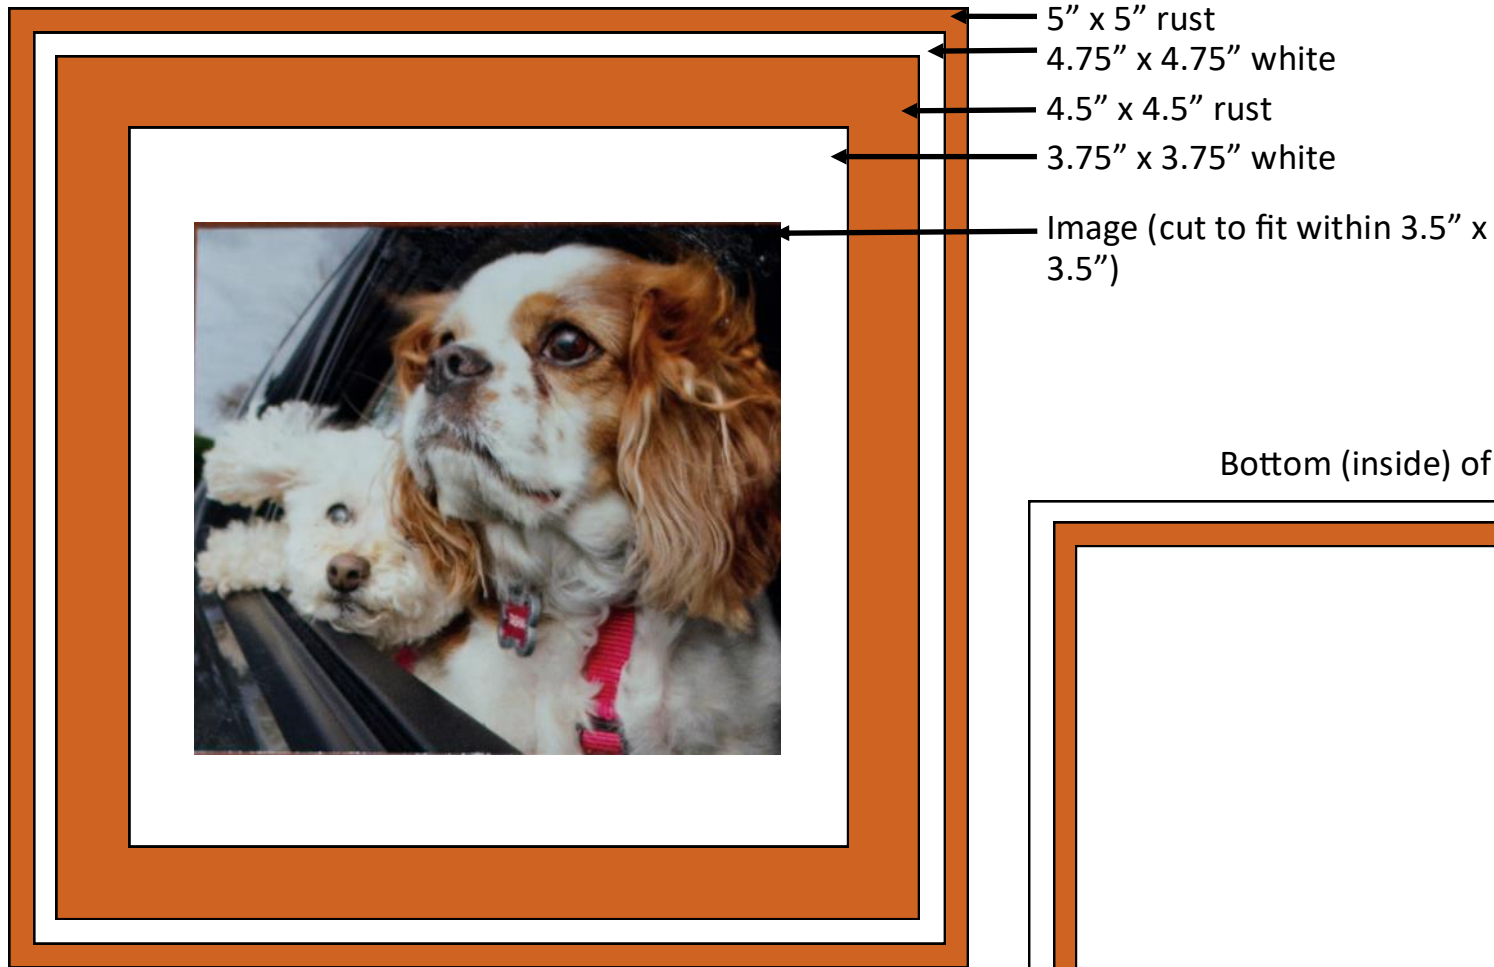 5” x 5” rust
4.75” x 4.75” white
4.5” x 4.5” rust
3.75” x 3.75” white
Image (cut to fit within 3.5” x
3.5”)
Bottom (inside) of